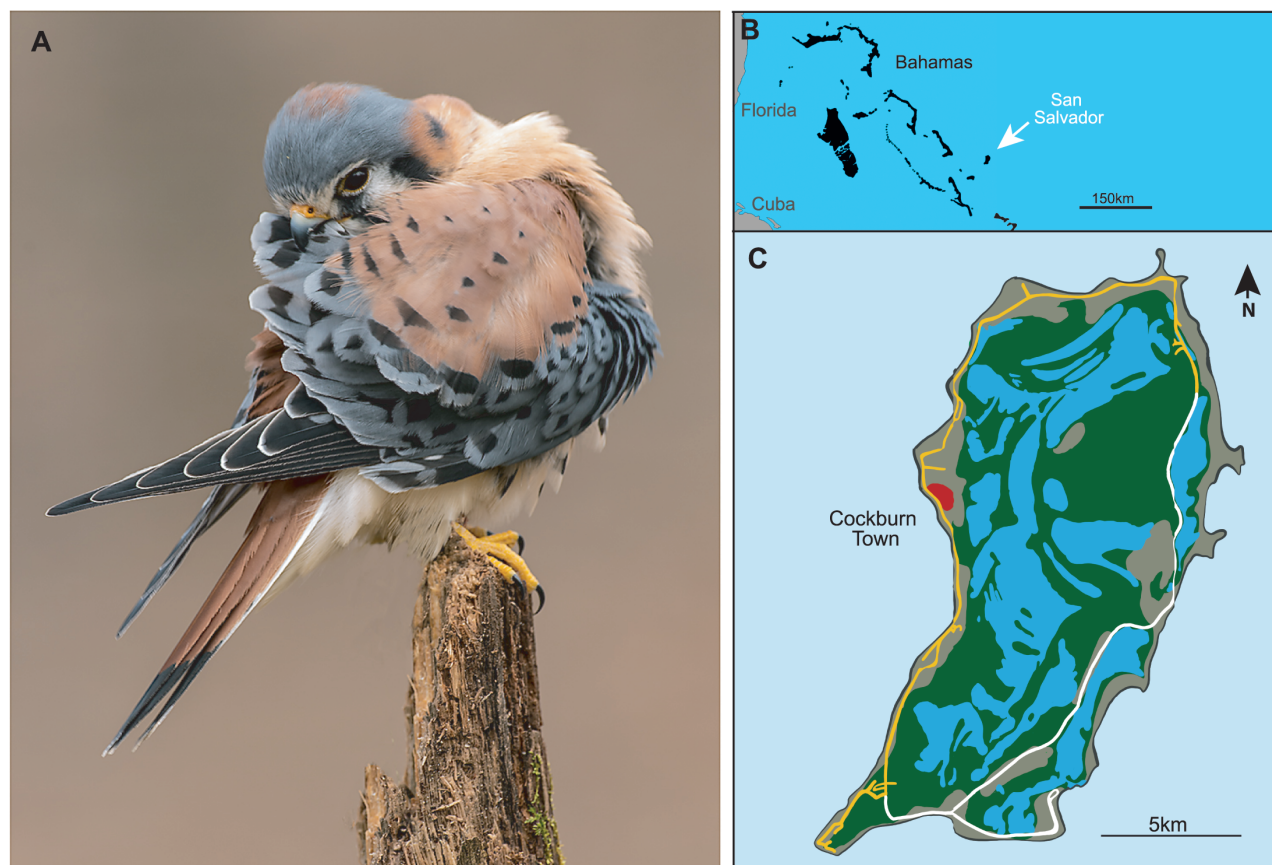 A
B
Bahamas
Florida
San
Salvador
Cuba
150km
C
N
Cockburn
Town
5km